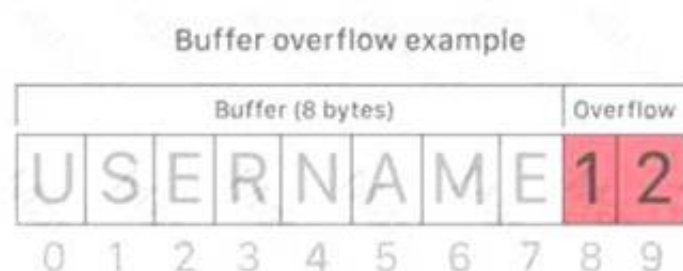 Buffer overflow example
Buffer (8 bytes) Overflow
U S E R N A M E 1 2
0 1 2 3 4 5 6 7 8 9